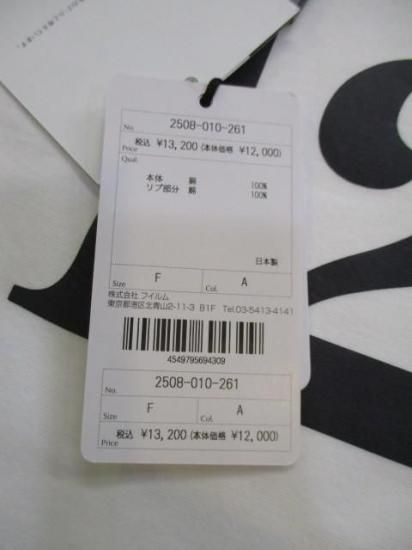 No. 2508-010-261
Price 税込 ¥13,200 (本体価格 ¥12,000)
Qual.
本体 綿 100%
リブ部分 綿 100%
日本製
Size F Col. A
株式会社 フイルム
東京都港区北青山2-11-3 B1F Tel.03-5413-4141
4549795694309
No. 2508-010-261
Size F Col. A
Price 税込 ¥13,200 (本体価格 ¥12,000)